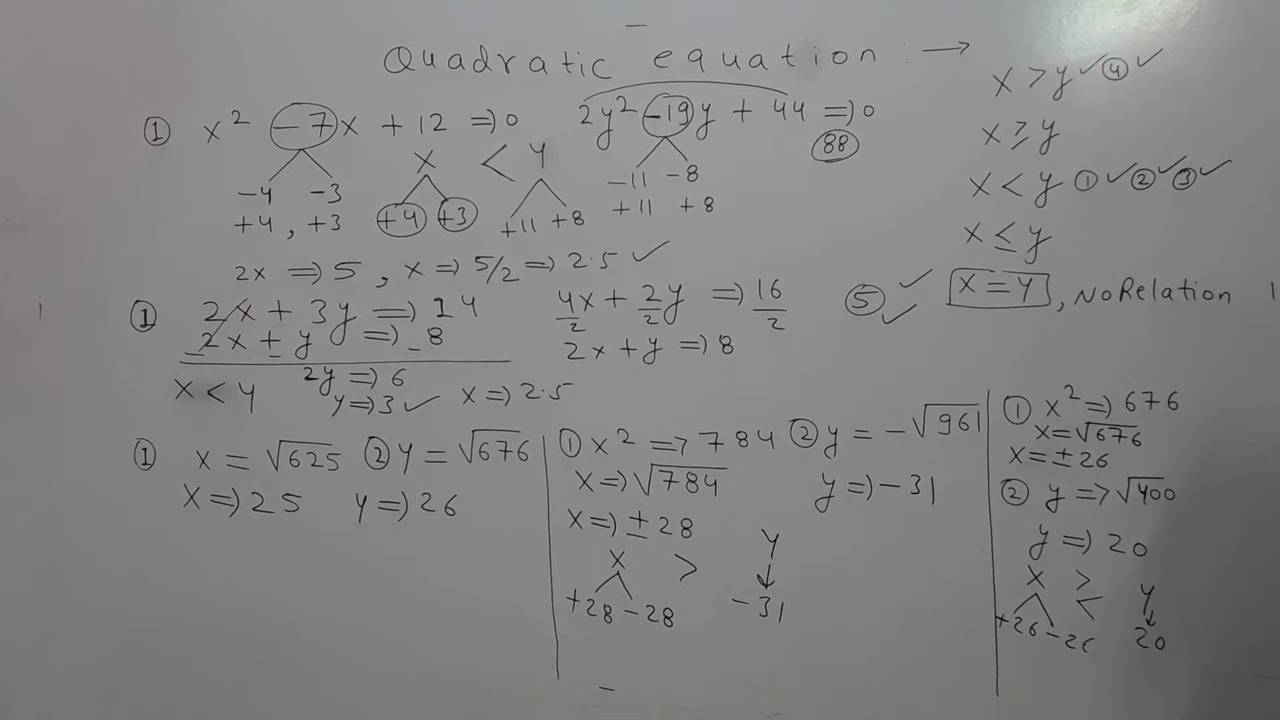 Quadratic equation : →
① x² - 7x + 12 => 0
-4 -3
+4 , +3
x < y
+4 +3 +11 +8
2y² - 19y + 44 => 0
88
-11 -8
+11 +8
x > y ✓ ④ ✓
x ≥ y
x < y ① ✓ ② ✓ ③ ✓
x ≤ y
⑤ ✓ ✓ x = y , No Relation
2x => 5 , x => 5/2 => 2.5 ✓
① 2x + 3y => 14
2x ± y => 8
- -
2y => 6
y => 3 ✓
x < y
x => 2.5
4x/2 + 2y/2 => 16/2
2x + y => 8
① x = √625 ② y = √676
x => 25 y => 26
① x² => 784 ② y = -√961
x => √784 y => -31
x => ± 28
x > y
+28 -28 -31
① x² => 676
x = √676
x = ± 26
② y => √400
y => 20
x > < y
+26 -26 20